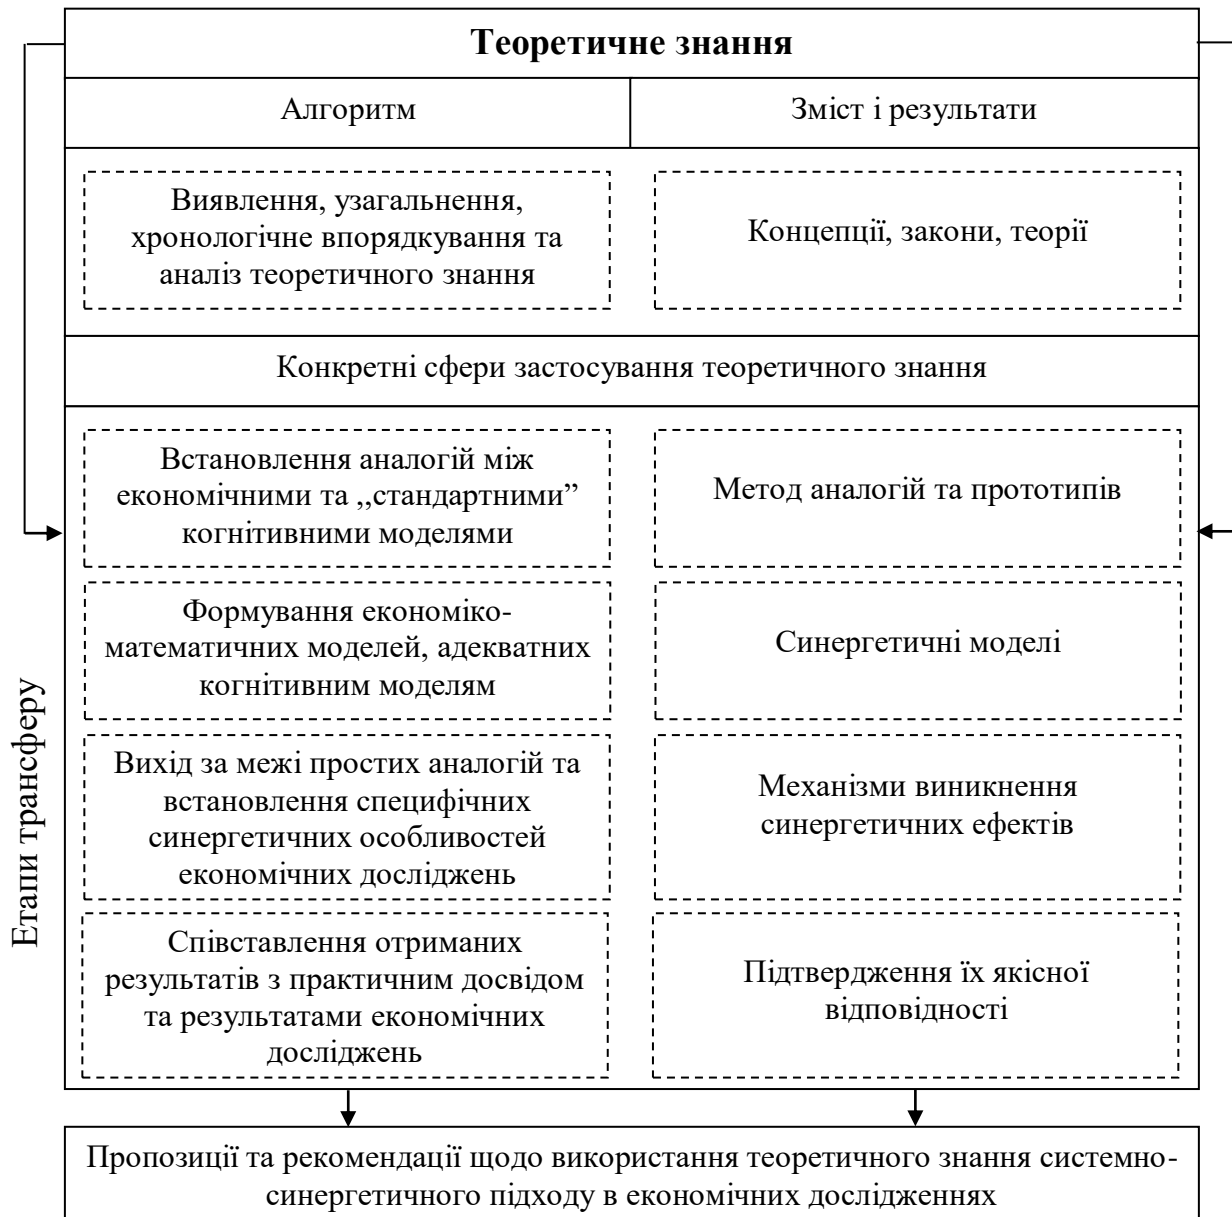 Теоретичне знання
Алгоритм
Зміст і результати
Виявлення, узагальнення,
хронологічне впорядкування та
аналіз теоретичного знання
Концепції, закони, теорії
Конкретні сфери застосування теоретичного знання
Встановлення аналогій між
економічними та ,,стандартними”
когнітивними моделями
Метод аналогій та прототипів
Формування економіко-
математичних моделей, адекватних
когнітивним моделям
Синергетичні моделі
Вихід за межі простих аналогій та
встановлення специфічних
синергетичних особливостей
економічних досліджень
Механізми виникнення
синергетичних ефектів
Співставлення отриманих
результатів з практичним досвідом
та результатами економічних
досліджень
Підтвердження їх якісної
відповідності
Етапи трансферу
Пропозиції та рекомендації щодо використання теоретичного знання системно-
синергетичного підходу в економічних дослідженнях